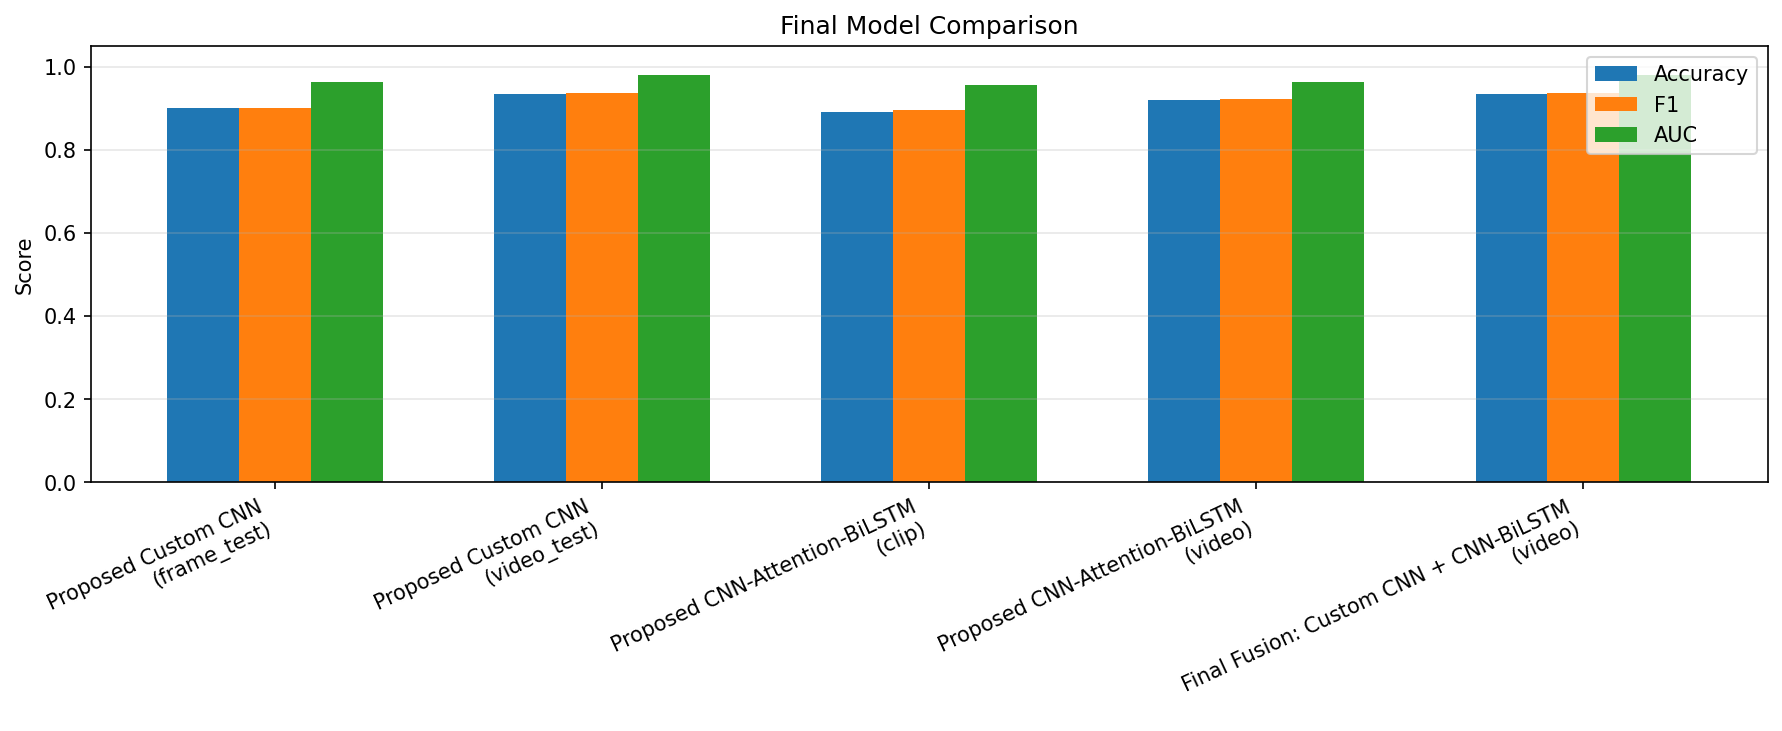 Final Model Comparison
Accuracy
F1
AUC
Score
1.0
0.8
0.6
0.4
0.2
0.0
Proposed Custom CNN
(frame_test)
Proposed Custom CNN
(video_test)
Proposed CNN-Attention-BiLSTM
(clip)
Proposed CNN-Attention-BiLSTM
(video)
Final Fusion: Custom CNN + CNN-BiLSTM
(video)